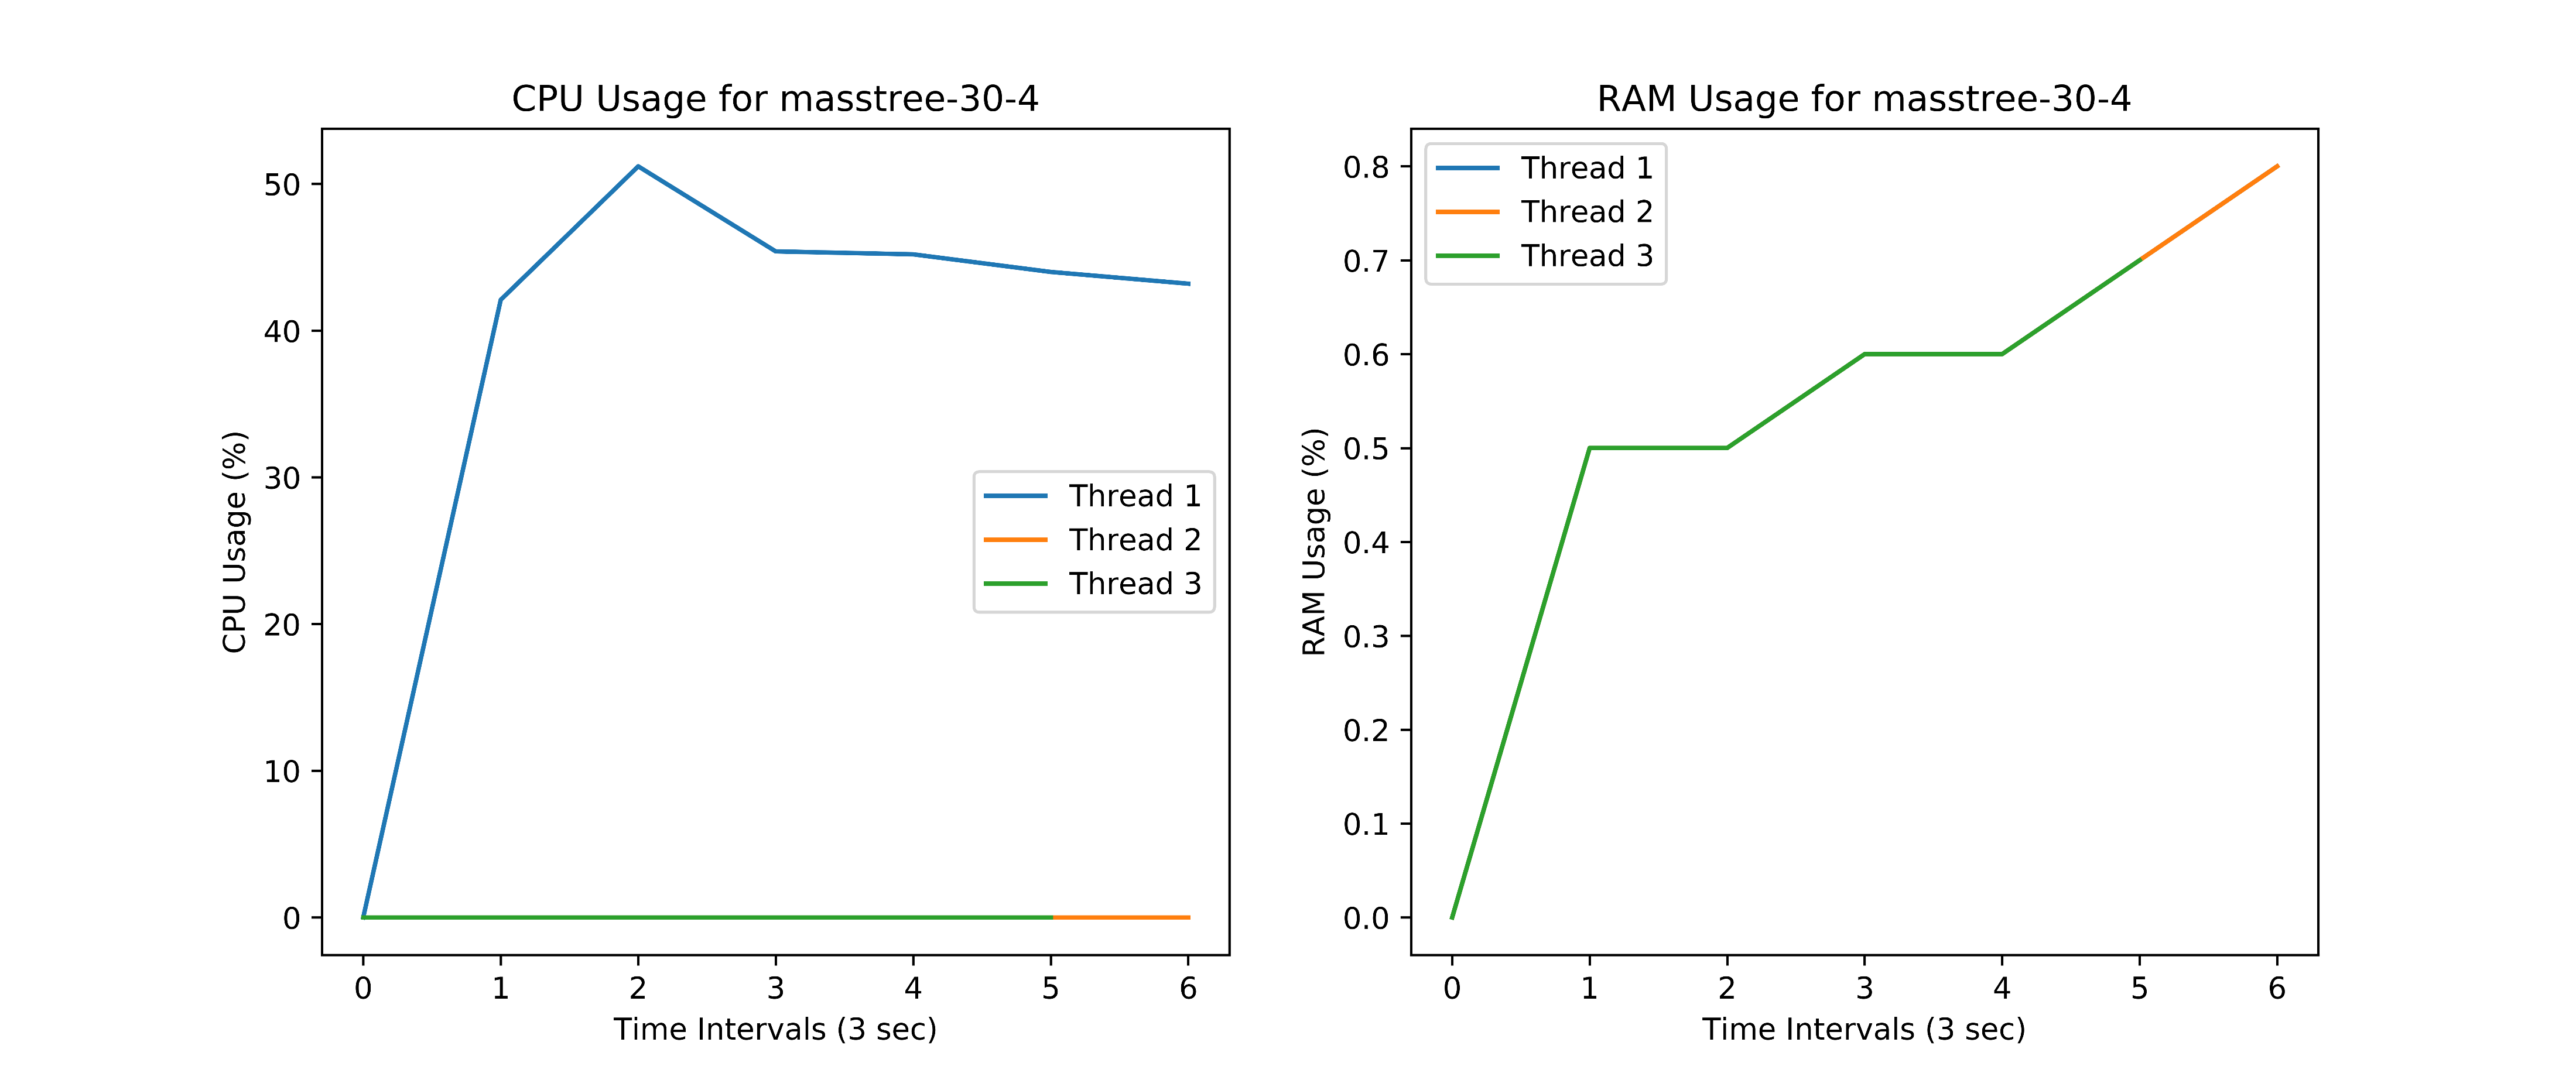 CPU Usage for masstree-30-4
CPU Usage (%)
50
40
30
20
10
0
Thread 1
Thread 2
Thread 3
0 1 2 3 4 5 6
Time Intervals (3 sec)
RAM Usage for masstree-30-4
RAM Usage (%)
0.8
0.7
0.6
0.5
0.4
0.3
0.2
0.1
0.0
Thread 1
Thread 2
Thread 3
0 1 2 3 4 5 6
Time Intervals (3 sec)